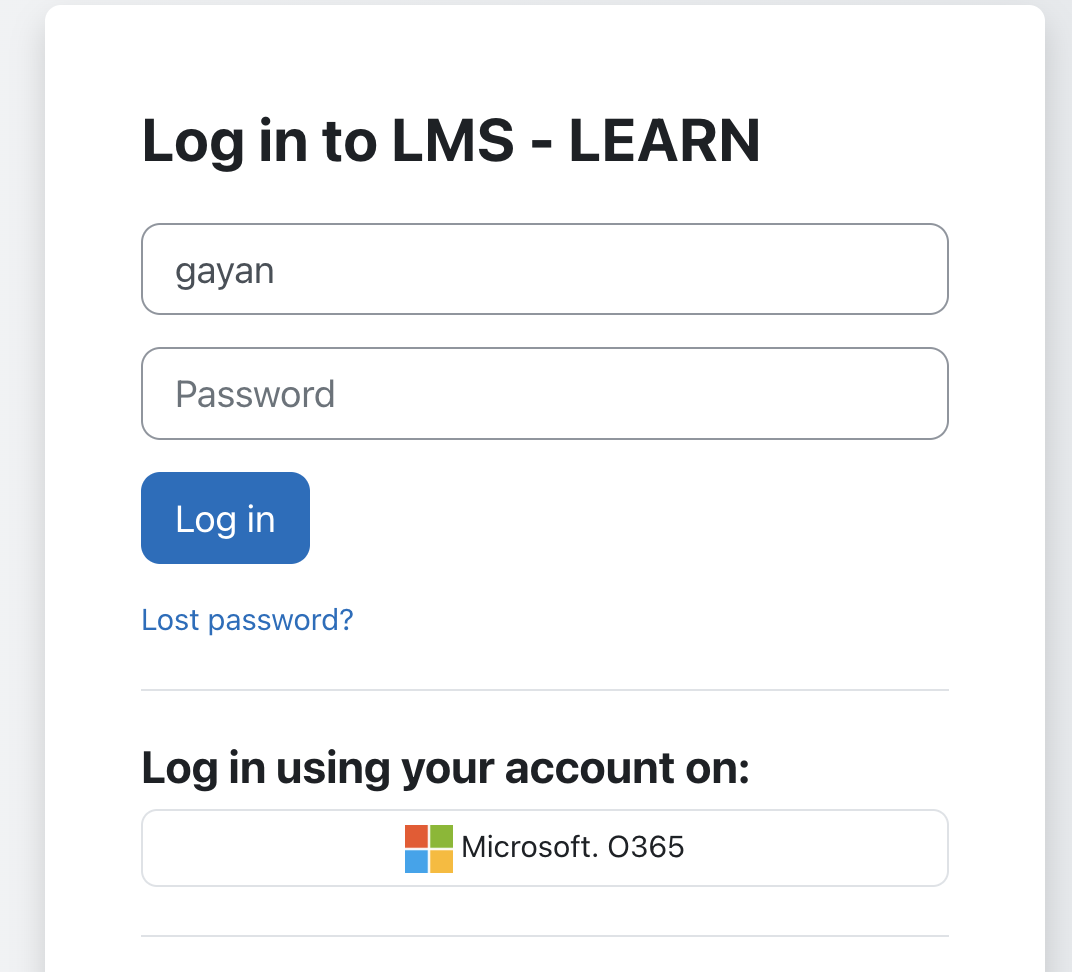 Log in to LMS - LEARN
gayan
Password
Log in
Lost password?
Log in using your account on:
Microsoft. O365